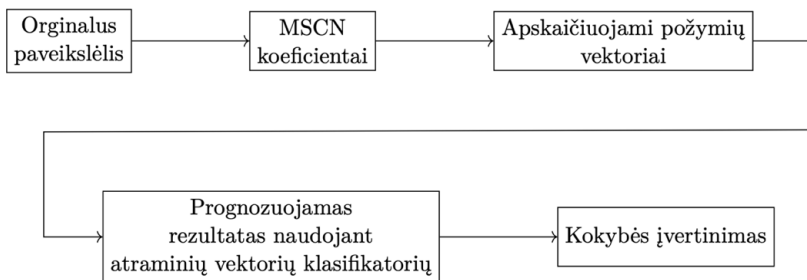 Orginalus
paveikslėlis
MSCN
koeficientai
Apskaičiuojami požymių
vektoriai
Prognozuojamas
rezultatas naudojant
atraminių vektorių klasifikatorių
Kokybės įvertinimas